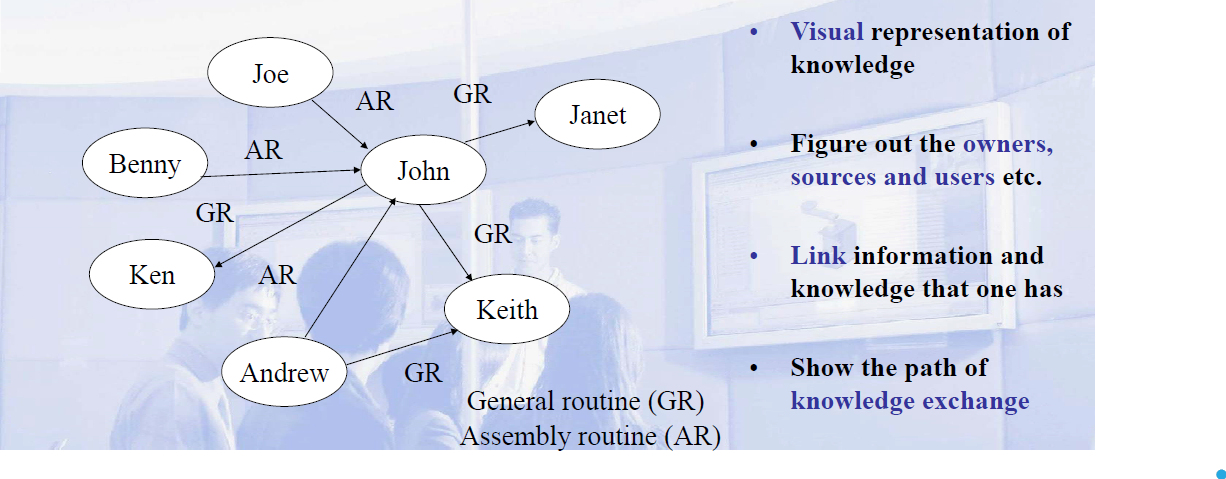 Joe
AR
GR
Janet
Benny
AR
John
GR
GR
Ken
AR
Keith
Andrew
GR
General routine (GR)
Assembly routine (AR)
• Visual representation of
knowledge
• Figure out the owners,
sources and users etc.
• Link information and
knowledge that one has
• Show the path of
knowledge exchange